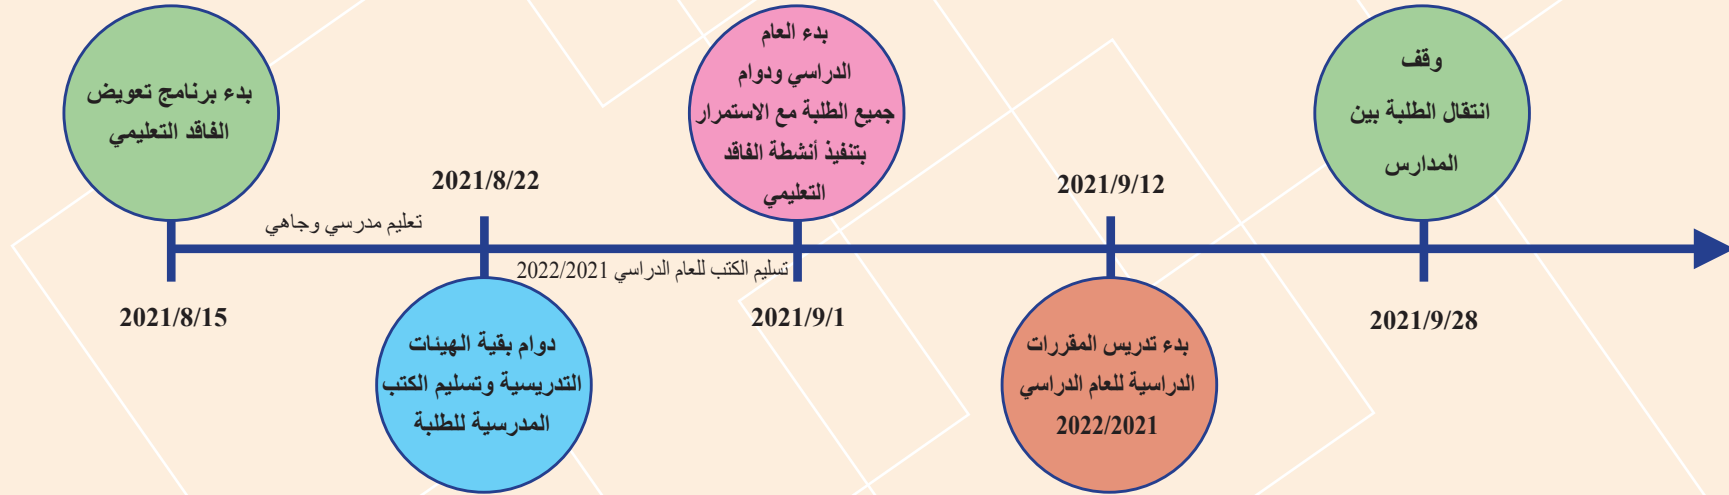 بدء برنامج تعويض
الفاقد التعليمي
2021/8/15
تعليم مدرسي وجاهي
2021/8/22
دوام بقية الهيئات
التدريسية وتسليم الكتب
المدرسية للطلبة
تسليم الكتب للعام الدراسي 2022/2021
بدء العام
الدراسي ودوام
جميع الطلبة مع الاستمرار
بتنفيذ أنشطة الفاقد
التعليمي
2021/9/1
2021/9/12
بدء تدريس المقررات
الدراسية للعام الدراسي
2022/2021
وقف
انتقال الطلبة بين
المدارس
2021/9/28